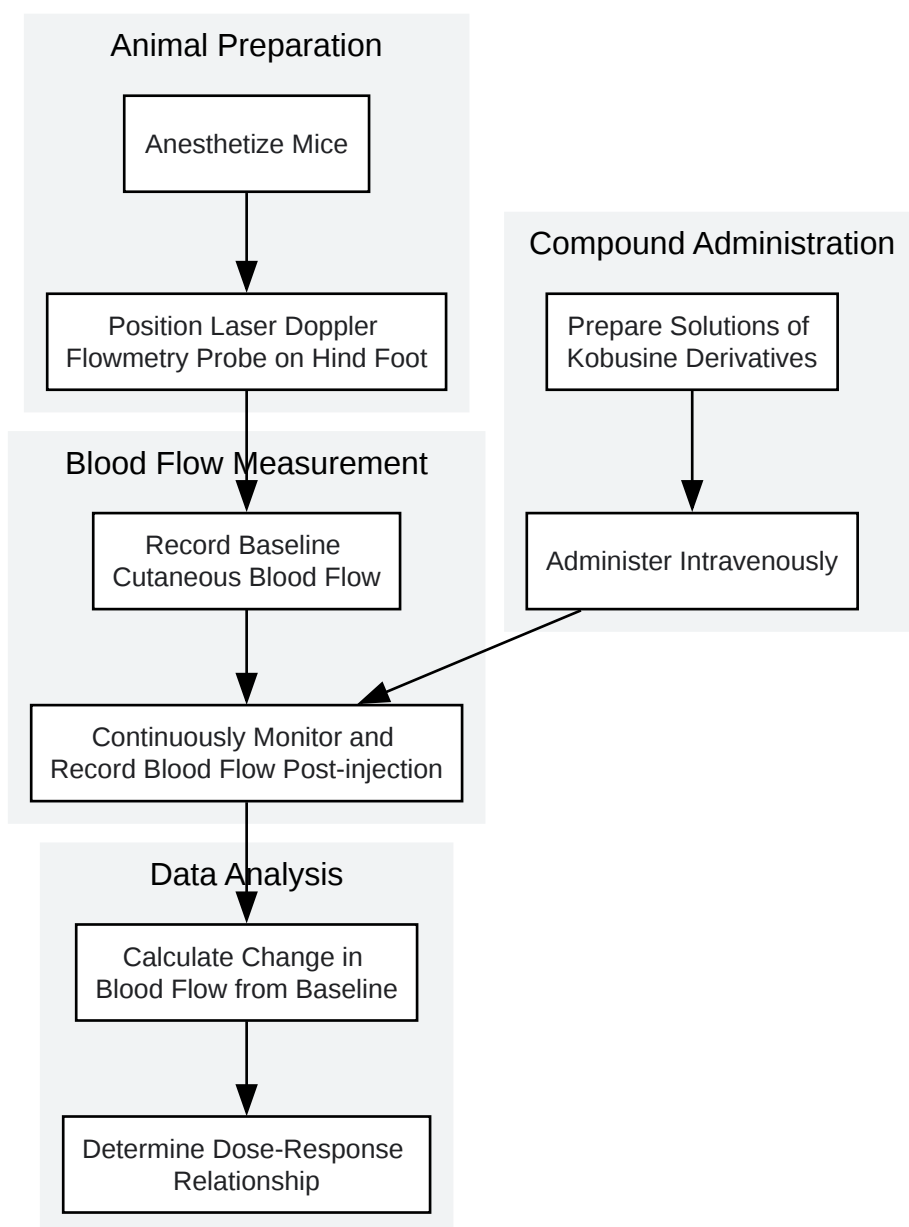 Animal Preparation
Anesthetize Mice
Position Laser Doppler
Flowmetry Probe on Hind Foot
Compound Administration
Prepare Solutions of
Kobusine Derivatives
Administer Intravenously
Blood Flow Measurement
Record Baseline
Cutaneous Blood Flow
Continuously Monitor and
Record Blood Flow Post-injection
Data Analysis
Calculate Change in
Blood Flow from Baseline
Determine Dose-Response
Relationship